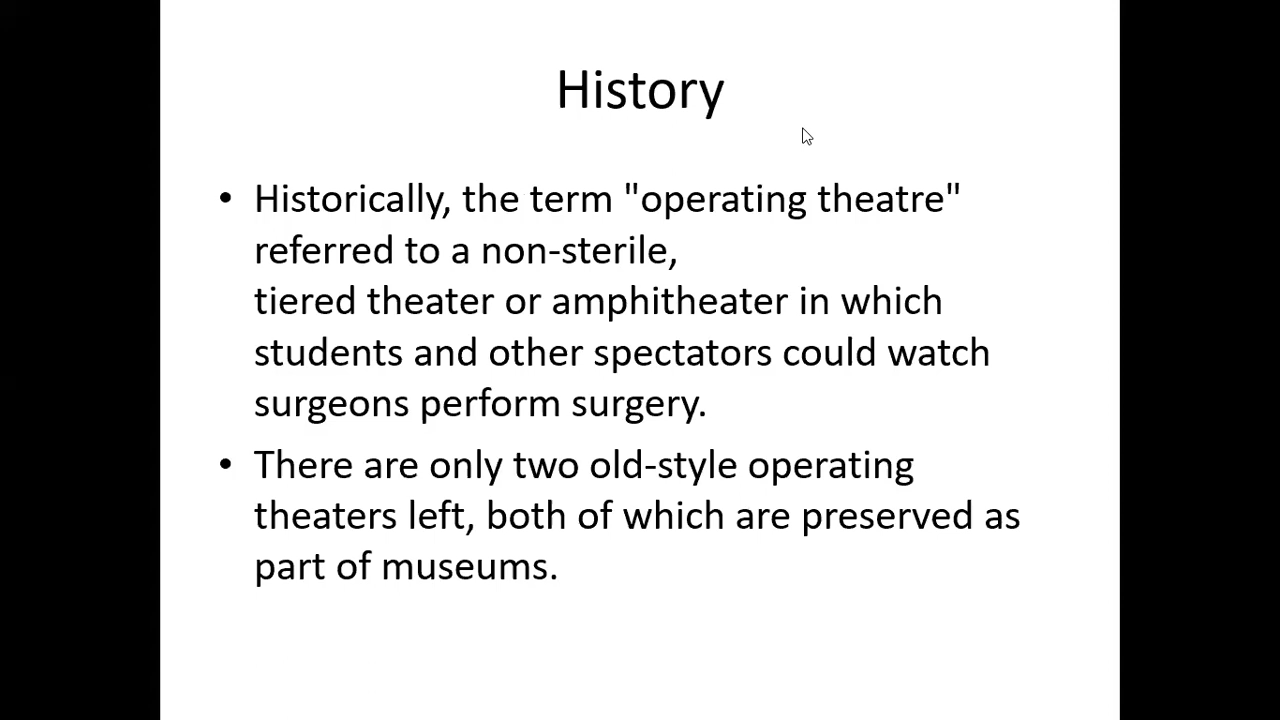 History
• Historically, the term "operating theatre"
referred to a non-sterile,
tiered theater or amphitheater in which
students and other spectators could watch
surgeons perform surgery.
• There are only two old-style operating
theaters left, both of which are preserved as
part of museums.